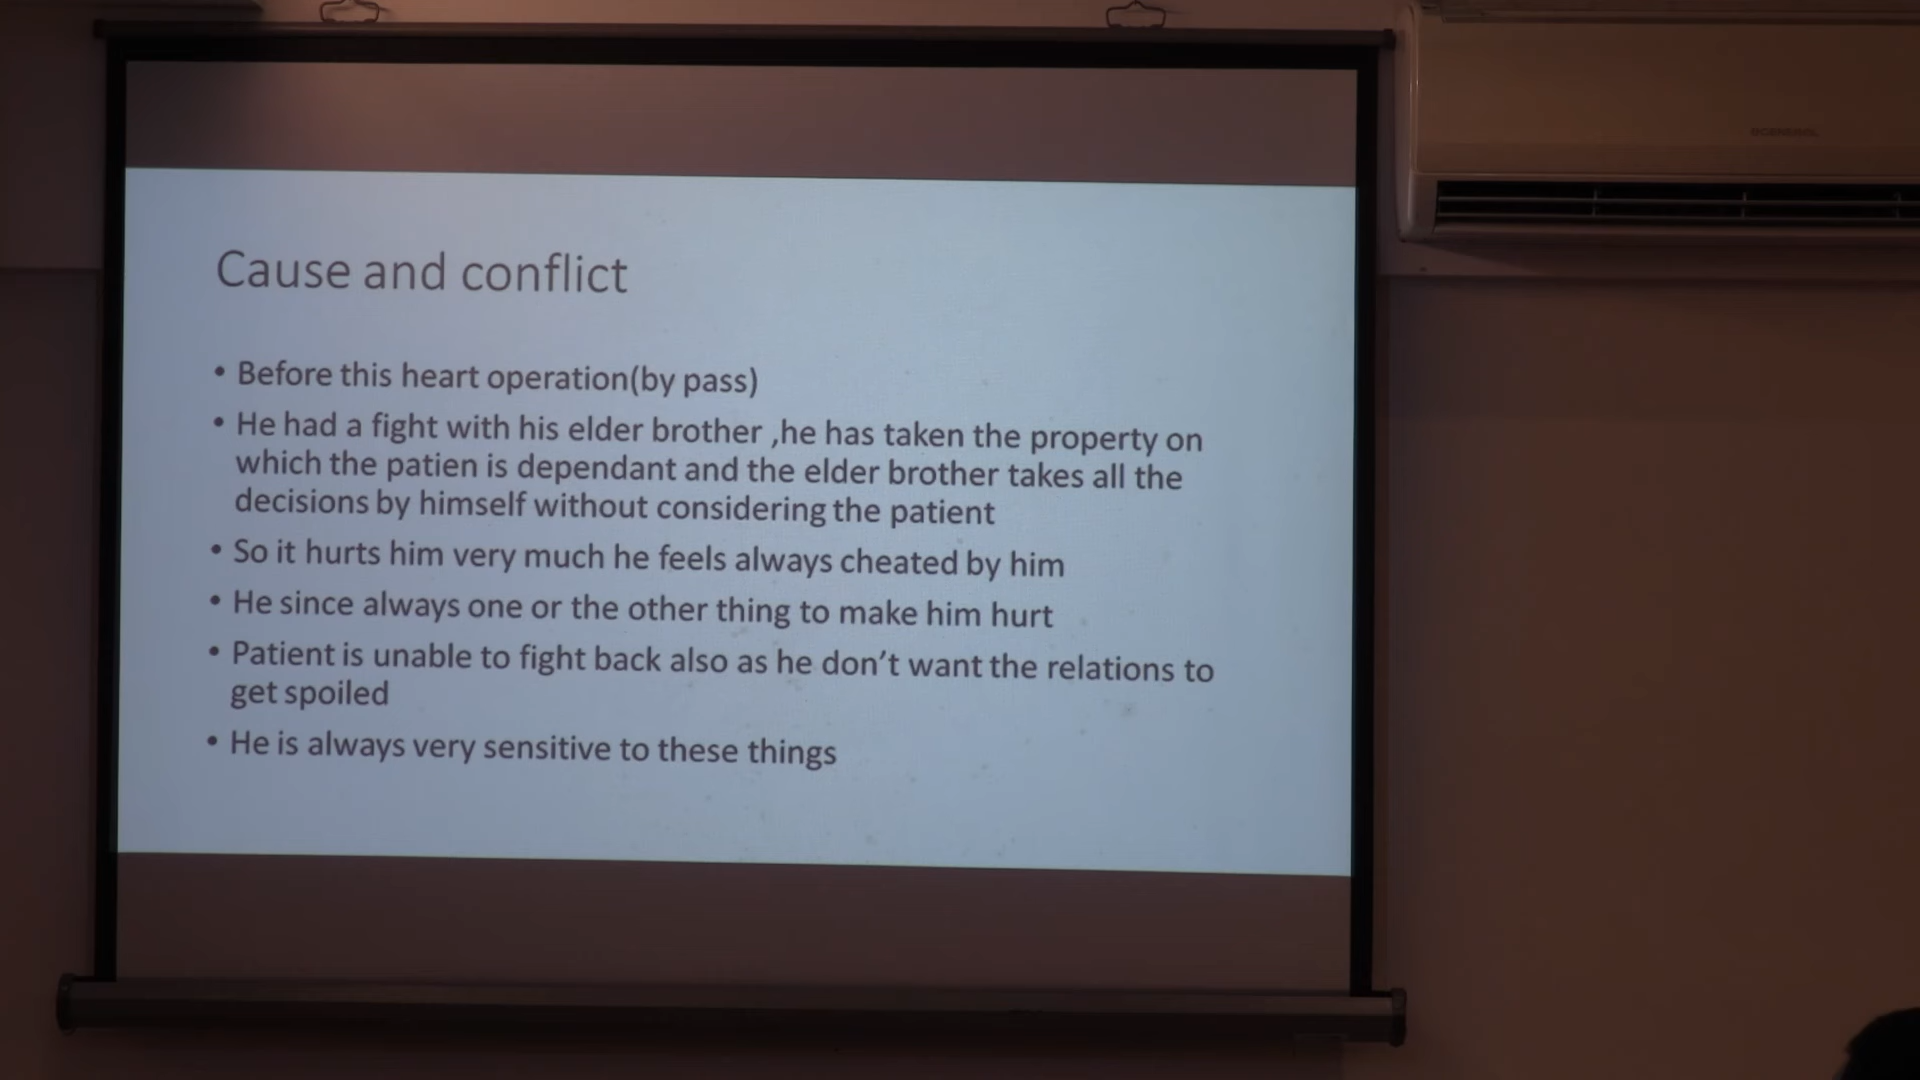 Cause and conflict
• Before this heart operation(by pass)
• He had a fight with his elder brother ,he has taken the property on
which the patien is dependant and the elder brother takes all the
decisions by himself without considering the patient
• So it hurts him very much he feels always cheated by him
• He since always one or the other thing to make him hurt
• Patient is unable to fight back also as he don’t want the relations to
get spoiled
• He is always very sensitive to these things